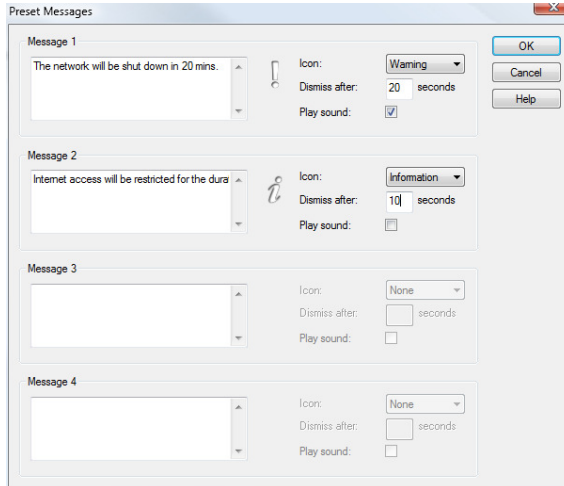 Preset Messages
OK
Cancel
Help
Message 1
The network will be shut down in 20 mins.
Icon: Warning
Dismiss after: 20 seconds
Play sound:
Message 2
Internet access will be restricted for the
Icon: Information
Dismiss after: 10 seconds
Play sound:
Message 3
Icon: None
Dismiss after: seconds
Play sound:
Message 4
Icon: None
Dismiss after: seconds
Play sound: